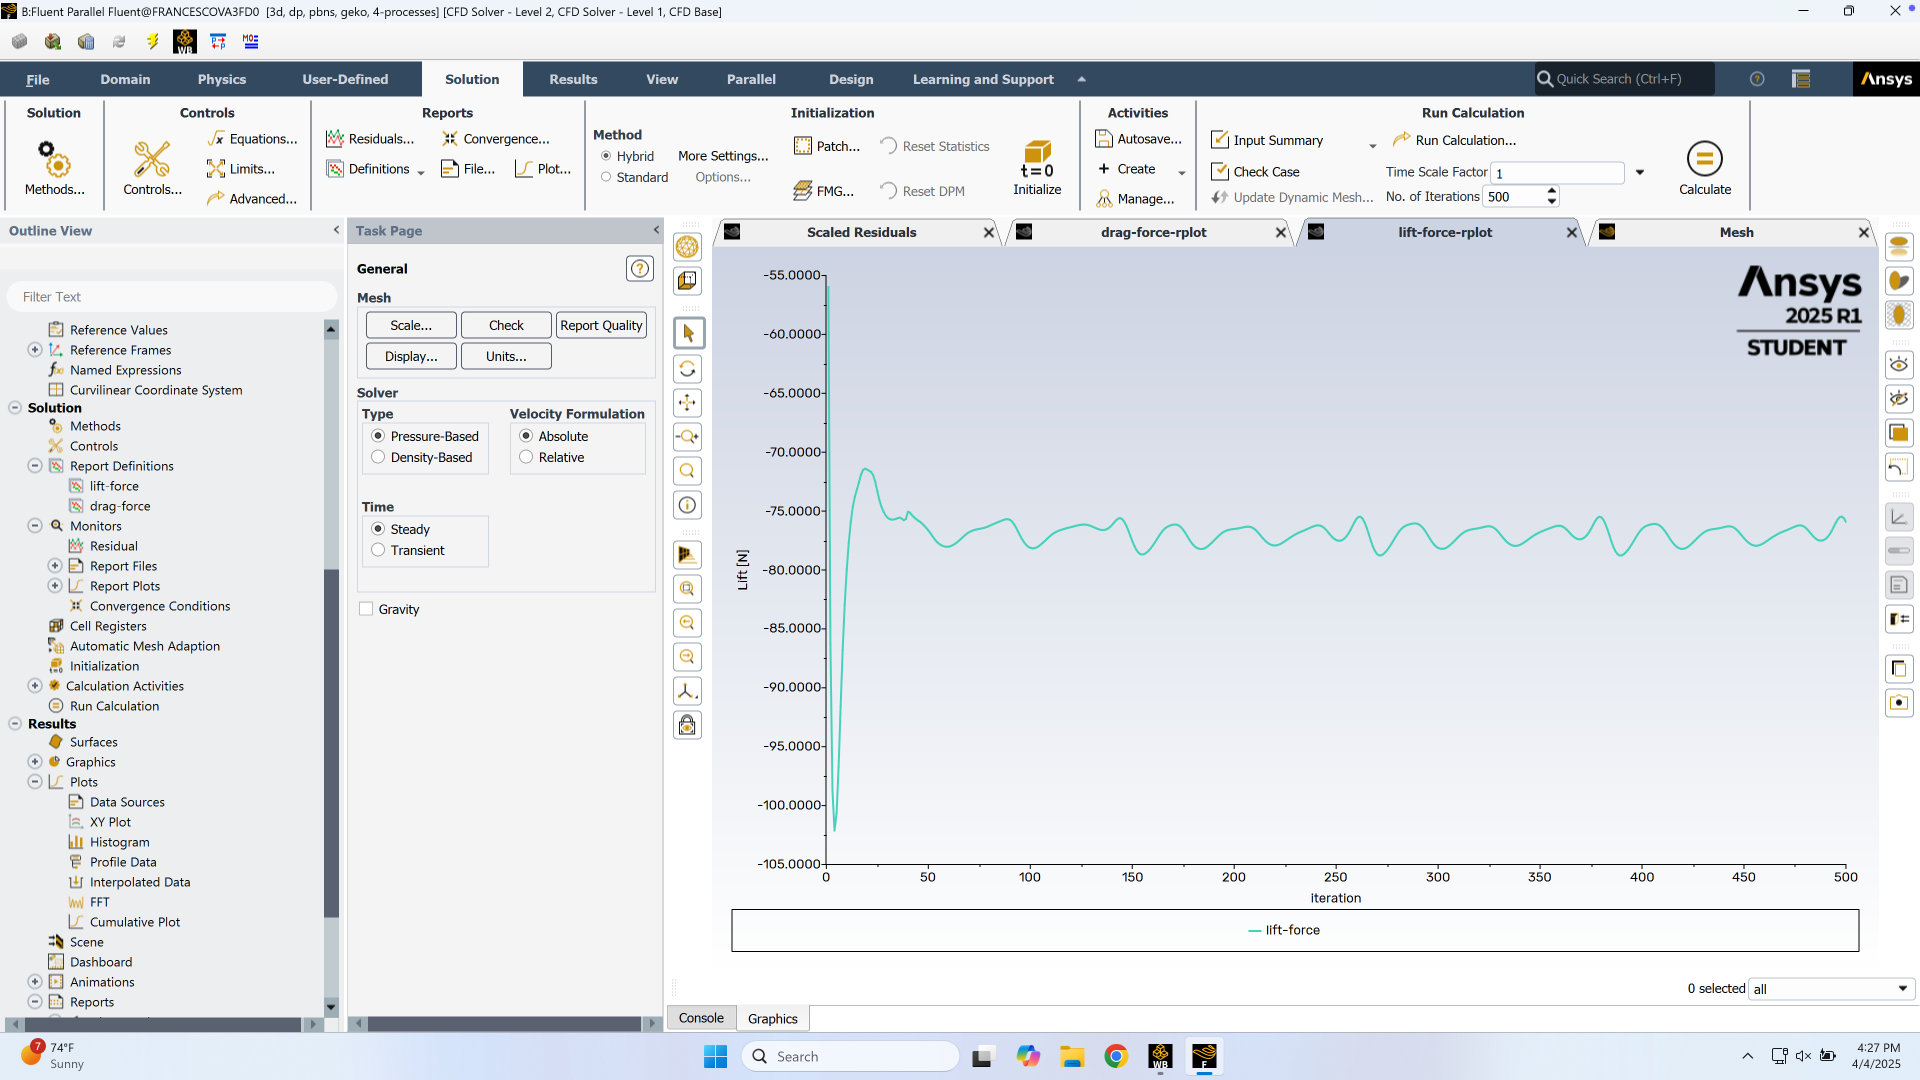 B:Fluent Parallel Fluent@FRANCESCOVA3FD0 [3d, dp, pbns, geko, 4-processes] [CFD Solver - Level 2, CFD Solver - Level 1, CFD Base]
WB
File Domain Physics User-Defined Solution Results View Parallel Design Learning and Support Quick Search (Ctrl+F) Ansys
Solution Controls Reports Initialization Activities Run Calculation
Methods... Controls... Equations... Limits... Advanced...
Residuals... Convergence...
Definitions File... Plot...
Method
Hybrid More Settings...
Standard Options...
Patch... Reset Statistics
FMG... Reset DPM
t=0
Initialize
Autosave...
Create
Manage...
Input Summary Run Calculation...
Check Case Time Scale Factor 1
Update Dynamic Mesh... No. of Iterations 500
Calculate
Outline View
Filter Text
Reference Values
Reference Frames
Named Expressions
Curvilinear Coordinate System
Solution
Methods
Controls
Report Definitions
lift-force
drag-force
Monitors
Residual
Report Files
Report Plots
Convergence Conditions
Cell Registers
Automatic Mesh Adaption
Initialization
Calculation Activities
Run Calculation
Results
Surfaces
Graphics
Plots
Data Sources
XY Plot
Histogram
Profile Data
Interpolated Data
FFT
Cumulative Plot
Scene
Dashboard
Animations
Reports
Task Page
General
Mesh
Scale... Check Report Quality
Display... Units...
Solver
Type Velocity Formulation
Pressure-Based Absolute
Density-Based Relative
Time
Steady
Transient
Gravity
Scaled Residuals drag-force-rplot lift-force-rplot Mesh
Ansys
2025 R1
STUDENT
-55.0000
-60.0000
-65.0000
-70.0000
-75.0000
-80.0000
-85.0000
-90.0000
-95.0000
-100.0000
-105.0000
Lift [N]
0 50 100 150 200 250 300 350 400 450 500
iteration
lift-force
0 selected all
Console Graphics
7
74°F
Sunny
Search
WB
F
4:27 PM
4/4/2025